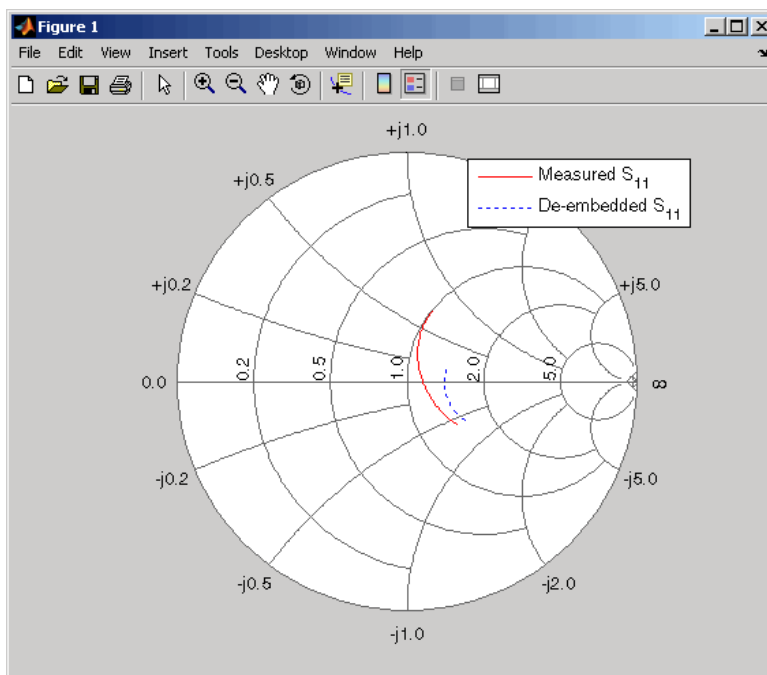 Figure 1
File Edit View Insert Tools Desktop Window Help
+j1.0
Measured S11
De-embedded S11
+j0.5
+j0.2
+j5.0
0.0
0.2
0.5
1.0
2.0
5.0
∞
-j0.2
-j5.0
-j0.5
-j2.0
-j1.0